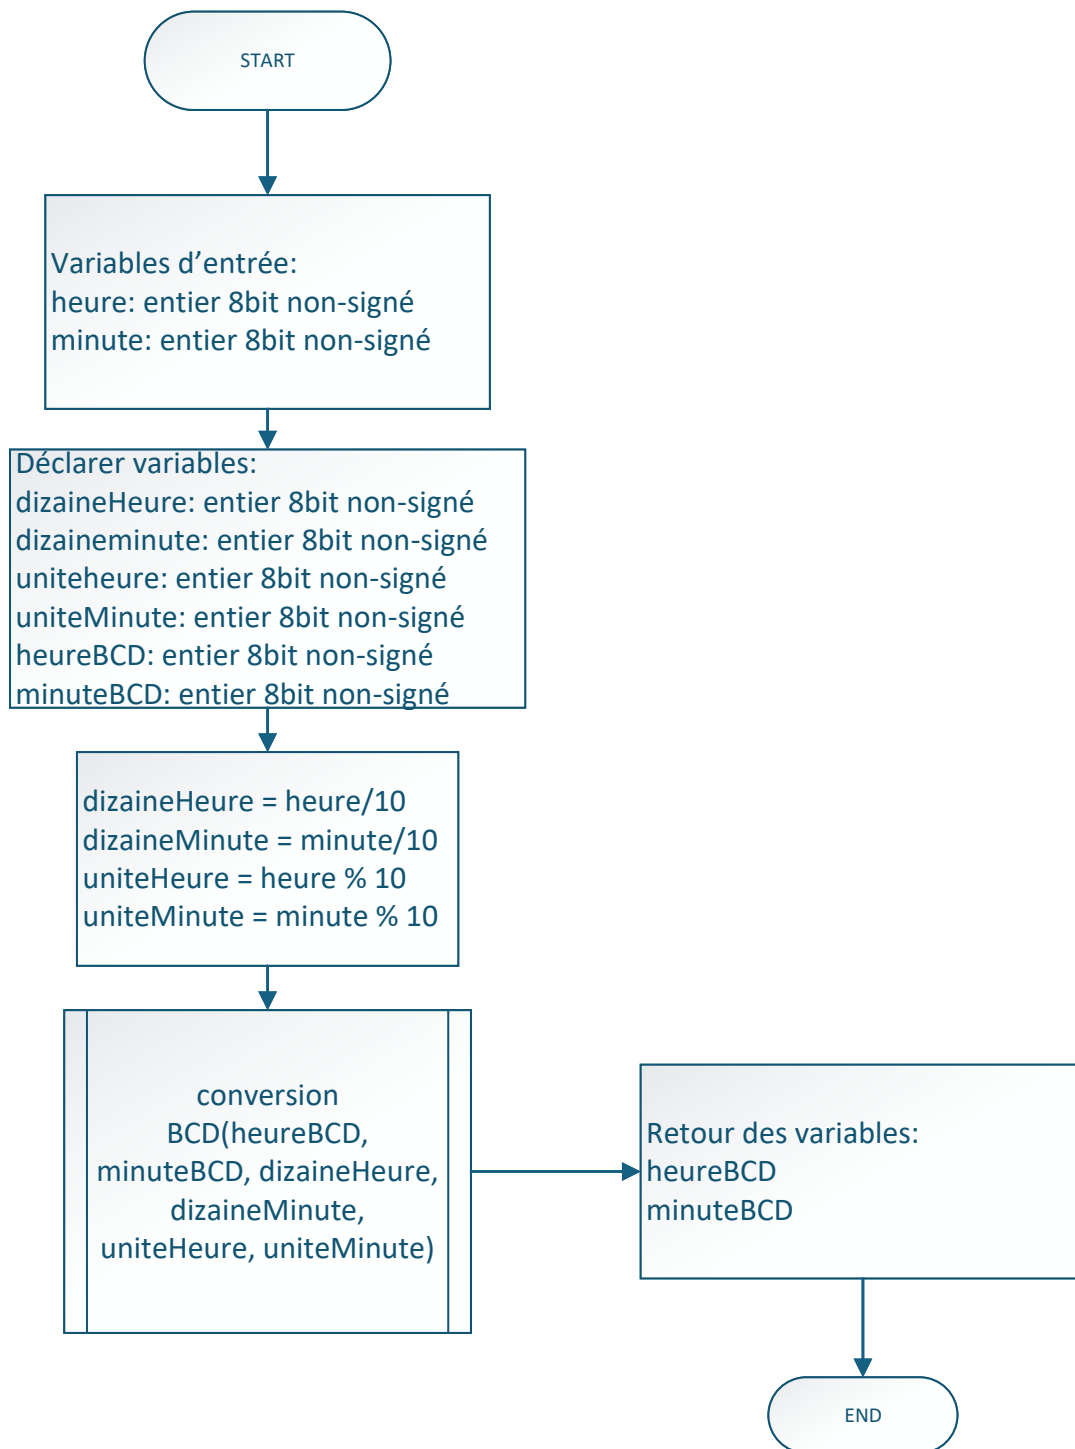 START
Variables d’entrée:
heure: entier 8bit non-signé
minute: entier 8bit non-signé
Déclarer variables:
dizaineHeure: entier 8bit non-signé
dizaineminute: entier 8bit non-signé
uniteheure: entier 8bit non-signé
uniteMinute: entier 8bit non-signé
heureBCD: entier 8bit non-signé
minuteBCD: entier 8bit non-signé
dizaineHeure = heure/10
dizaineMinute = minute/10
uniteHeure = heure % 10
uniteMinute = minute % 10
conversion
BCD(heureBCD,
minuteBCD, dizaineHeure,
dizaineMinute,
uniteHeure, uniteMinute)
Retour des variables:
heureBCD
minuteBCD
END